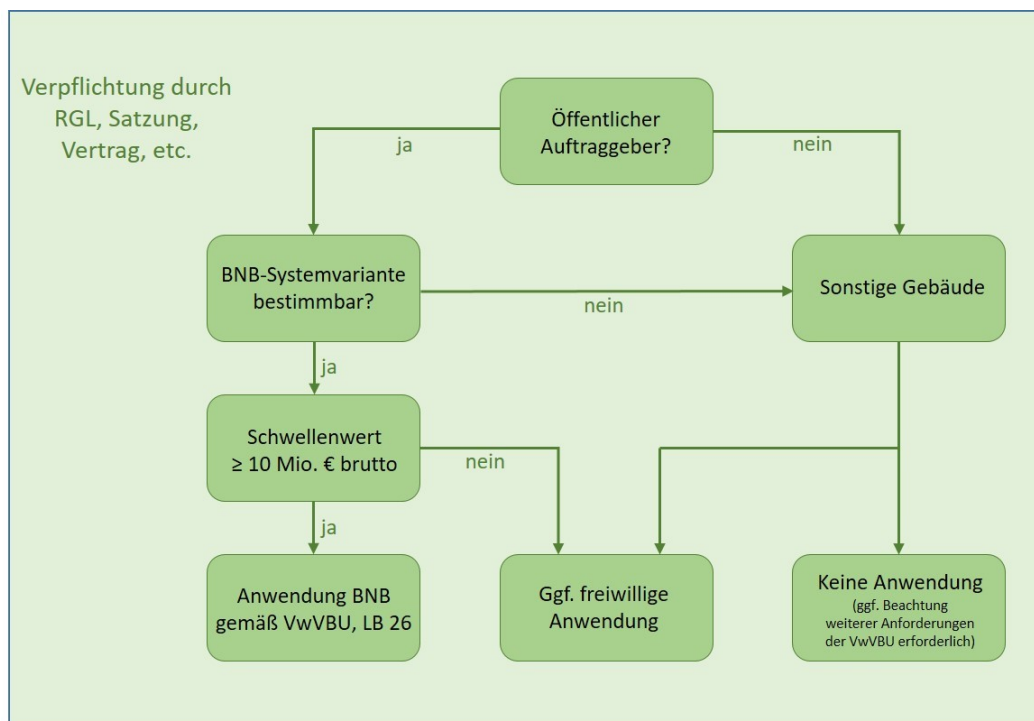 Verpflichtung durch
RGL, Satzung,
Vertrag, etc.
Öffentlicher
Auftraggeber?
ja
nein
BNB-Systemvariante
bestimmbar?
nein
Sonstige Gebäude
ja
Schwellenwert
≥ 10 Mio. € brutto
nein
ja
Anwendung BNB
gemäß VwVBU, LB 26
Ggf. freiwillige
Anwendung
Keine Anwendung
(ggf. Beachtung
weiterer Anforderungen
der VwVBU erforderlich)